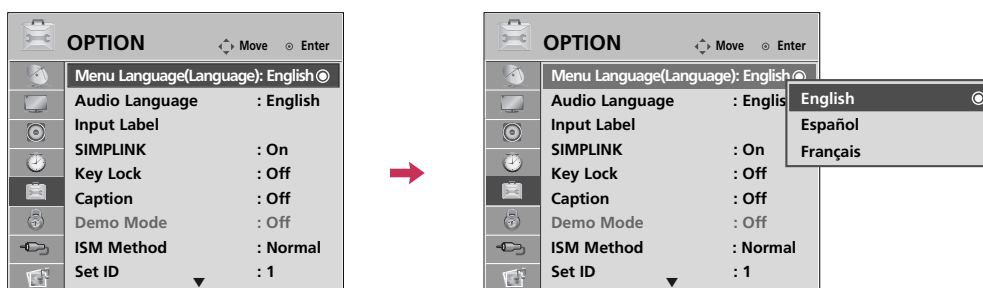 OPTION
Move Enter
Menu Language(Language): English
Audio Language : English
Input Label
SIMPLINK : On
Key Lock : Off
Caption : Off
Demo Mode : Off
ISM Method : Normal
Set ID : 1
OPTION
Move Enter
Menu Language(Language): English
Audio Language : Englis
Input Label
SIMPLINK : On
Key Lock : Off
Caption : Off
Demo Mode : Off
ISM Method : Normal
Set ID : 1
English
Español
Français